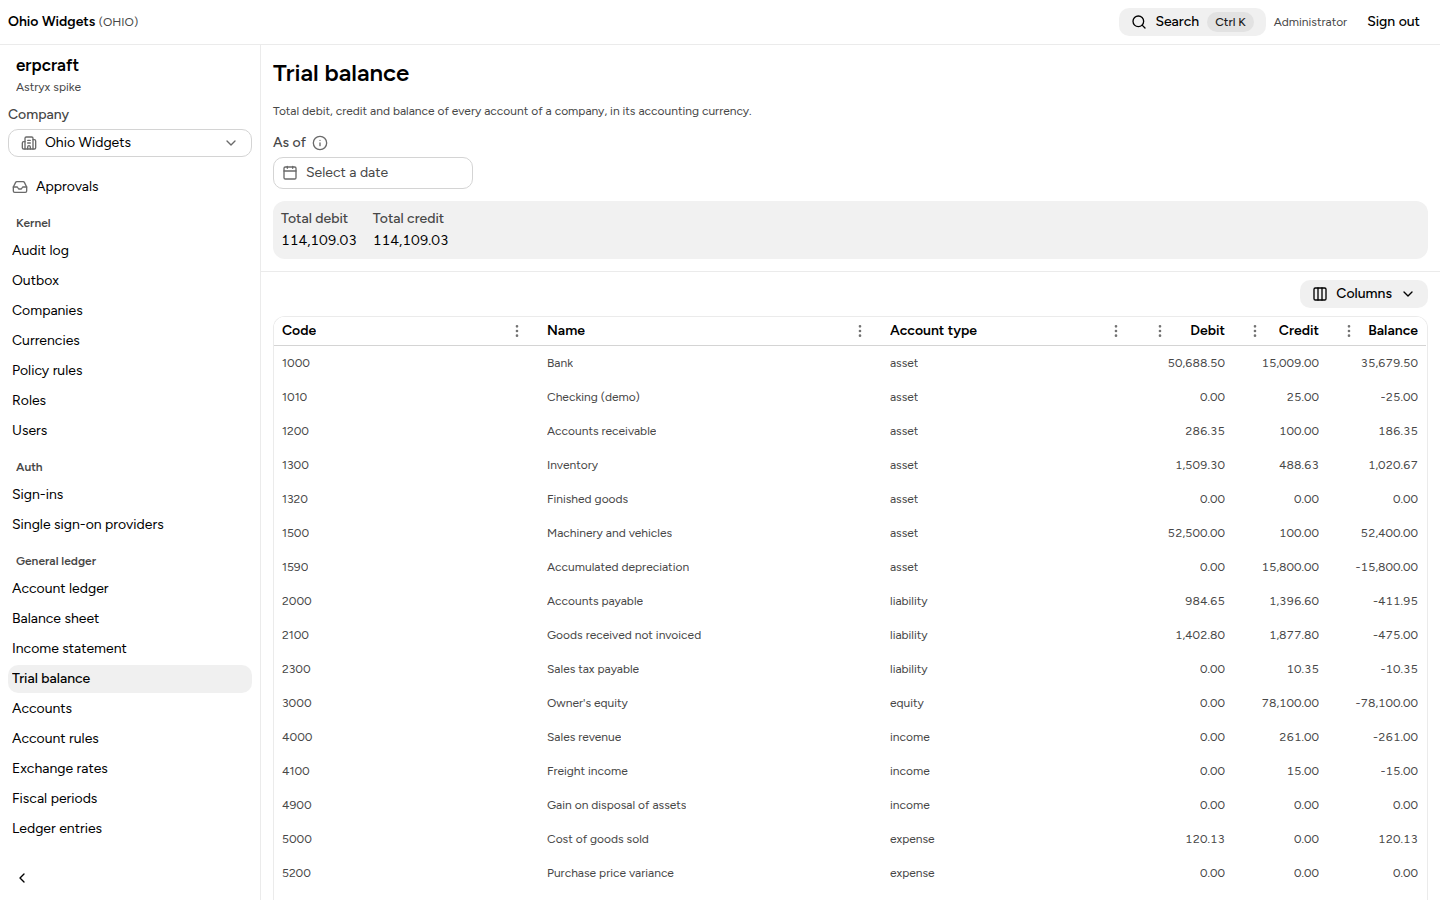 Ohio Widgets (OHIO)
Search Ctrl K Administrator Sign out
erpcraft
Astryx spike
Company
Ohio Widgets
Approvals
Kernel
Audit log
Outbox
Companies
Currencies
Policy rules
Roles
Users
Auth
Sign-ins
Single sign-on providers
General ledger
Account ledger
Balance sheet
Income statement
Trial balance
Accounts
Account rules
Exchange rates
Fiscal periods
Ledger entries
Trial balance
Total debit, credit and balance of every account of a company, in its accounting currency.
As of
Select a date
Total debit Total credit
114,109.03 114,109.03
Columns
Code Name Account type Debit Credit Balance
1000 Bank asset 50,688.50 15,009.00 35,679.50
1010 Checking (demo) asset 0.00 25.00 -25.00
1200 Accounts receivable asset 286.35 100.00 186.35
1300 Inventory asset 1,509.30 488.63 1,020.67
1320 Finished goods asset 0.00 0.00 0.00
1500 Machinery and vehicles asset 52,500.00 100.00 52,400.00
1590 Accumulated depreciation asset 0.00 15,800.00 -15,800.00
2000 Accounts payable liability 984.65 1,396.60 -411.95
2100 Goods received not invoiced liability 1,402.80 1,877.80 -475.00
2300 Sales tax payable liability 0.00 10.35 -10.35
3000 Owner's equity equity 0.00 78,100.00 -78,100.00
4000 Sales revenue income 0.00 261.00 -261.00
4100 Freight income income 0.00 15.00 -15.00
4900 Gain on disposal of assets income 0.00 0.00 0.00
5000 Cost of goods sold expense 120.13 0.00 120.13
5200 Purchase price variance expense 0.00 0.00 0.00